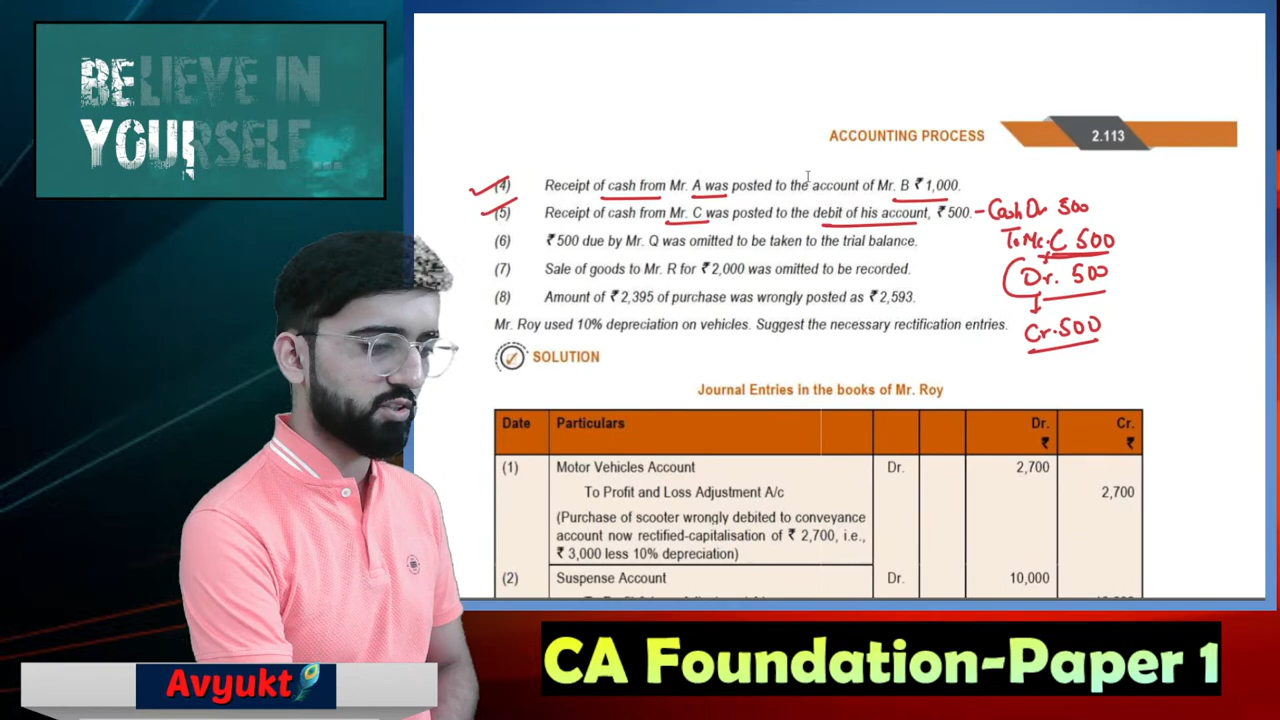 BELIEVE IN
YOURSELF...
ACCOUNTING PROCESS 2.113
(4) Receipt of cash from Mr. A was posted to the account of Mr. B ₹ 1,000.
(5) Receipt of cash from Mr. C was posted to the debit of his account, ₹ 500. - Cash Dr 500
To Mr. C 500
(6) ₹ 500 due by Mr. Q was omitted to be taken to the trial balance.
(7) Sale of goods to Mr. R for ₹ 2,000 was omitted to be recorded.
Dr. 500
(8) Amount of ₹ 2,395 of purchase was wrongly posted as ₹ 2,593.
Mr. Roy used 10% depreciation on vehicles. Suggest the necessary rectification entries.
Cr. 500
SOLUTION
Journal Entries in the books of Mr. Roy
Date Particulars Dr. Cr.
₹ ₹
(1) Motor Vehicles Account Dr. 2,700
To Profit and Loss Adjustment A/c 2,700
(Purchase of scooter wrongly debited to conveyance
account now rectified-capitalisation of ₹ 2,700, i.e.,
₹ 3,000 less 10% depreciation)
(2) Suspense Account Dr. 10,000
Avyukt
CA Foundation-Paper 1